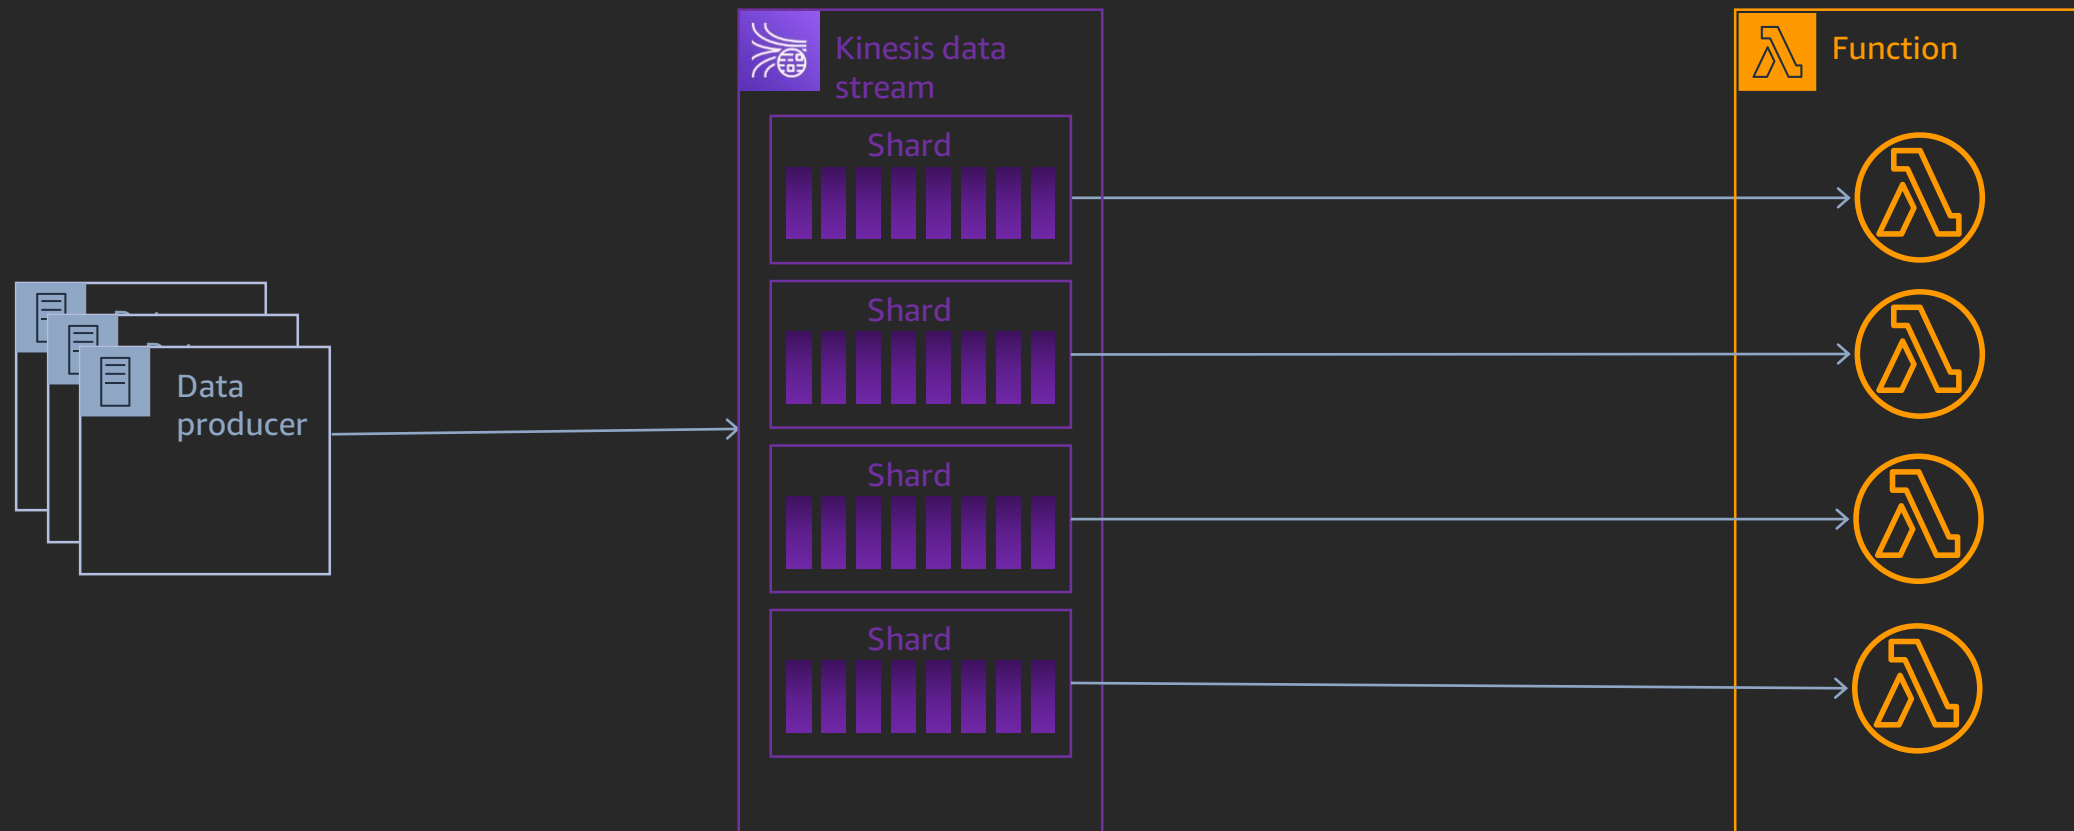 Kinesis data
stream
Function
Shard
Shard
Data
producer
Shard
Shard